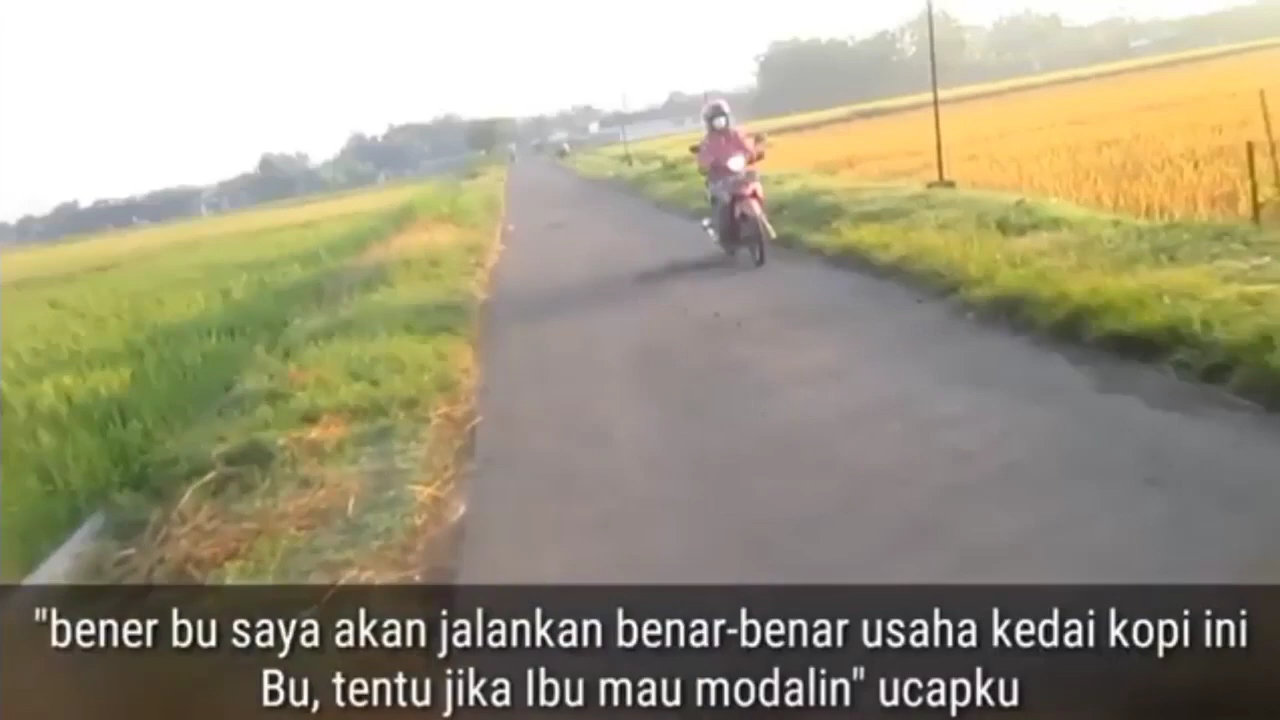 "bener bu saya akan jalankan benar-benar usaha kedai kopi ini
Bu, tentu jika Ibu mau modalin" ucapku